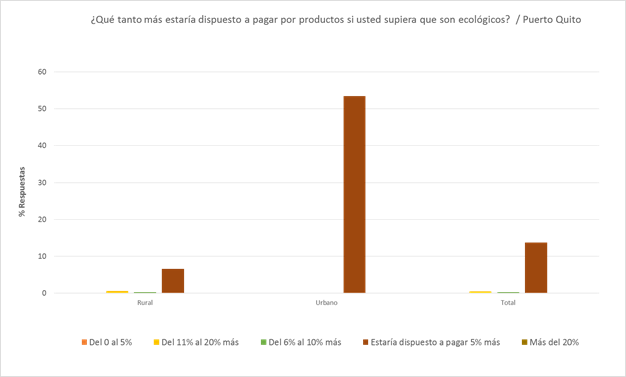 ¿Qué tanto más estaría dispuesto a pagar por productos si usted supiera que son ecológicos?  / Puerto Quito
60
50
40
30
20
10
0
% Respuestas
Rural
Urbano
Total
Del 0 al 5%
Del 11% al 20% más
Del 6% al 10% más
Estaría dispuesto a pagar 5% más
Más del 20%